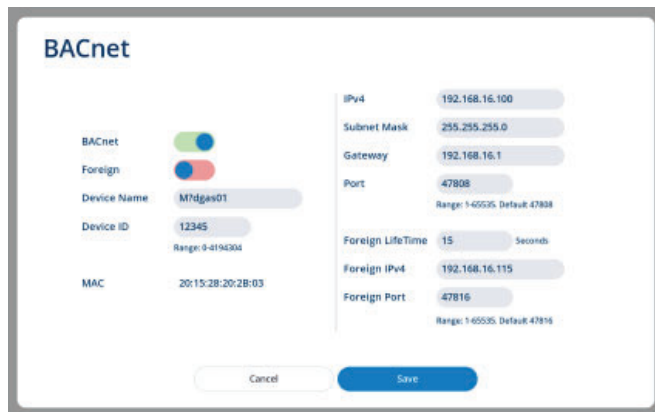 BACnet
BACnet
Foreign
Device Name M?dgas01
Device ID 12345
Range: 0-4194304
MAC 20:15:28:20:2B:03
IPv4 192.168.16.100
Subnet Mask 255.255.255.0
Gateway 192.168.16.1
Port 47808
Range: 1-65535. Default 47808
Foreign LifeTime 15 Seconds
Foreign IPv4 192.168.16.115
Foreign Port 47816
Range: 1-65535. Default 47816
Cancel Save